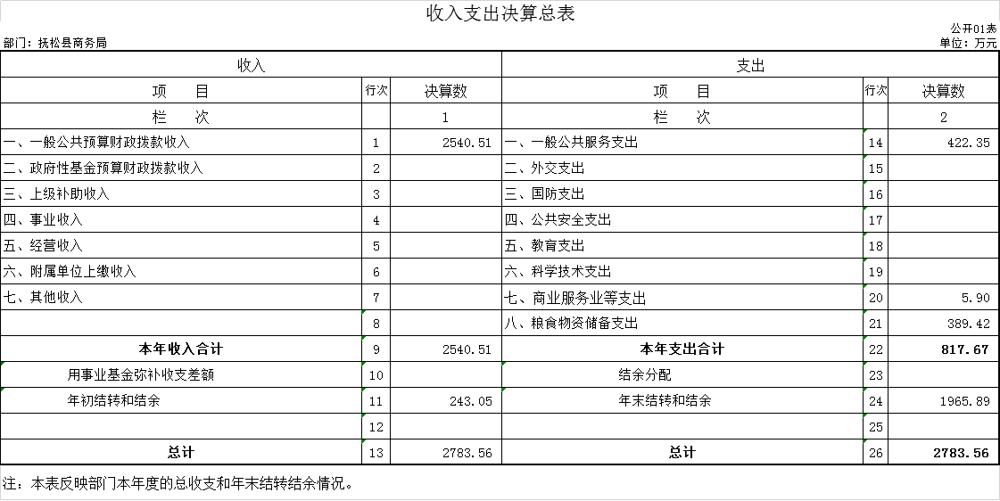 收入支出决算总表
公开01表
部门：抚松县商务局 单位：万元
收入 支出
项 目 行次 决算数 项 目 行次 决算数
栏 次 1 栏 次 2
一、一般公共预算财政拨款收入 1 2540.51 一、一般公共服务支出 14 422.35
二、政府性基金预算财政拨款收入 2 二、外交支出 15
三、上级补助收入 3 三、国防支出 16
四、事业收入 4 四、公共安全支出 17
五、经营收入 5 五、教育支出 18
六、附属单位上缴收入 6 六、科学技术支出 19
七、其他收入 7 七、商业服务业等支出 20 5.90
8 八、粮食物资储备支出 21 389.42
本年收入合计 9 2540.51 本年支出合计 22 817.67
用事业基金弥补收支差额 10 结余分配 23
年初结转和结余 11 243.05 年末结转和结余 24 1965.89
12 25
总计 13 2783.56 总计 26 2783.56
注：本表反映部门本年度的总收支和年末结转结余情况。